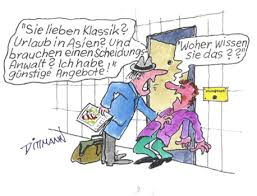 "Sie lieben Klassik?
Urlaub in Asien? Und
brauchen einen Scheidungs-
Anwalt? Ich habe
günstige Angebote!"
"Woher wissen
sie das??"
DITTMANN